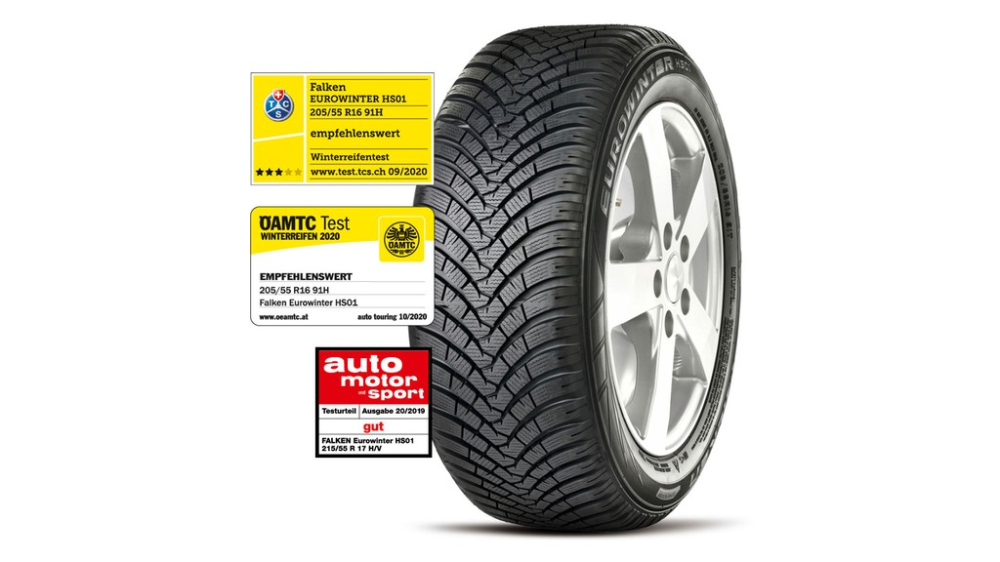 Falken
EUROWINTER HS01
205/55 R16 91H
empfehlenswert
Winterreifentest
www.test.tcs.ch 09/2020
T C
S
ÖAMTC Test
WINTERREIFEN 2020
ÖAMTC
EMPFEHLENSWERT
205/55 R16 91H
Falken Eurowinter HS01
www.oeamtc.at auto touring 10/2020
auto
motor
und sport
Testurteil Ausgabe 20/2019
gut
FALKEN Eurowinter HS01
215/55 R 17 H/V
EUROWINTER HS01